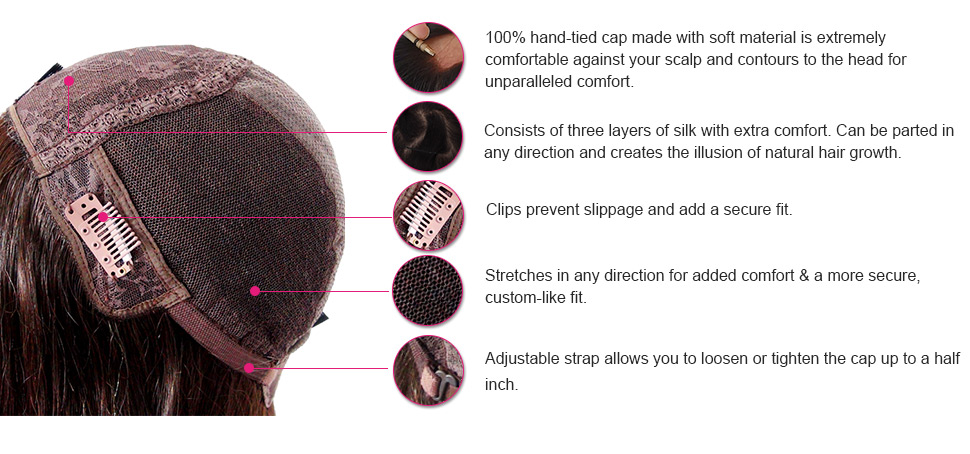 100% hand-tied cap made with soft material is extremely
comfortable against your scalp and contours to the head for
unparalleled comfort.
Consists of three layers of silk with extra comfort. Can be parted in
any direction and creates the illusion of natural hair growth.
Clips prevent slippage and add a secure fit.
Stretches in any direction for added comfort & a more secure,
custom-like fit.
Adjustable strap allows you to loosen or tighten the cap up to a half
inch.